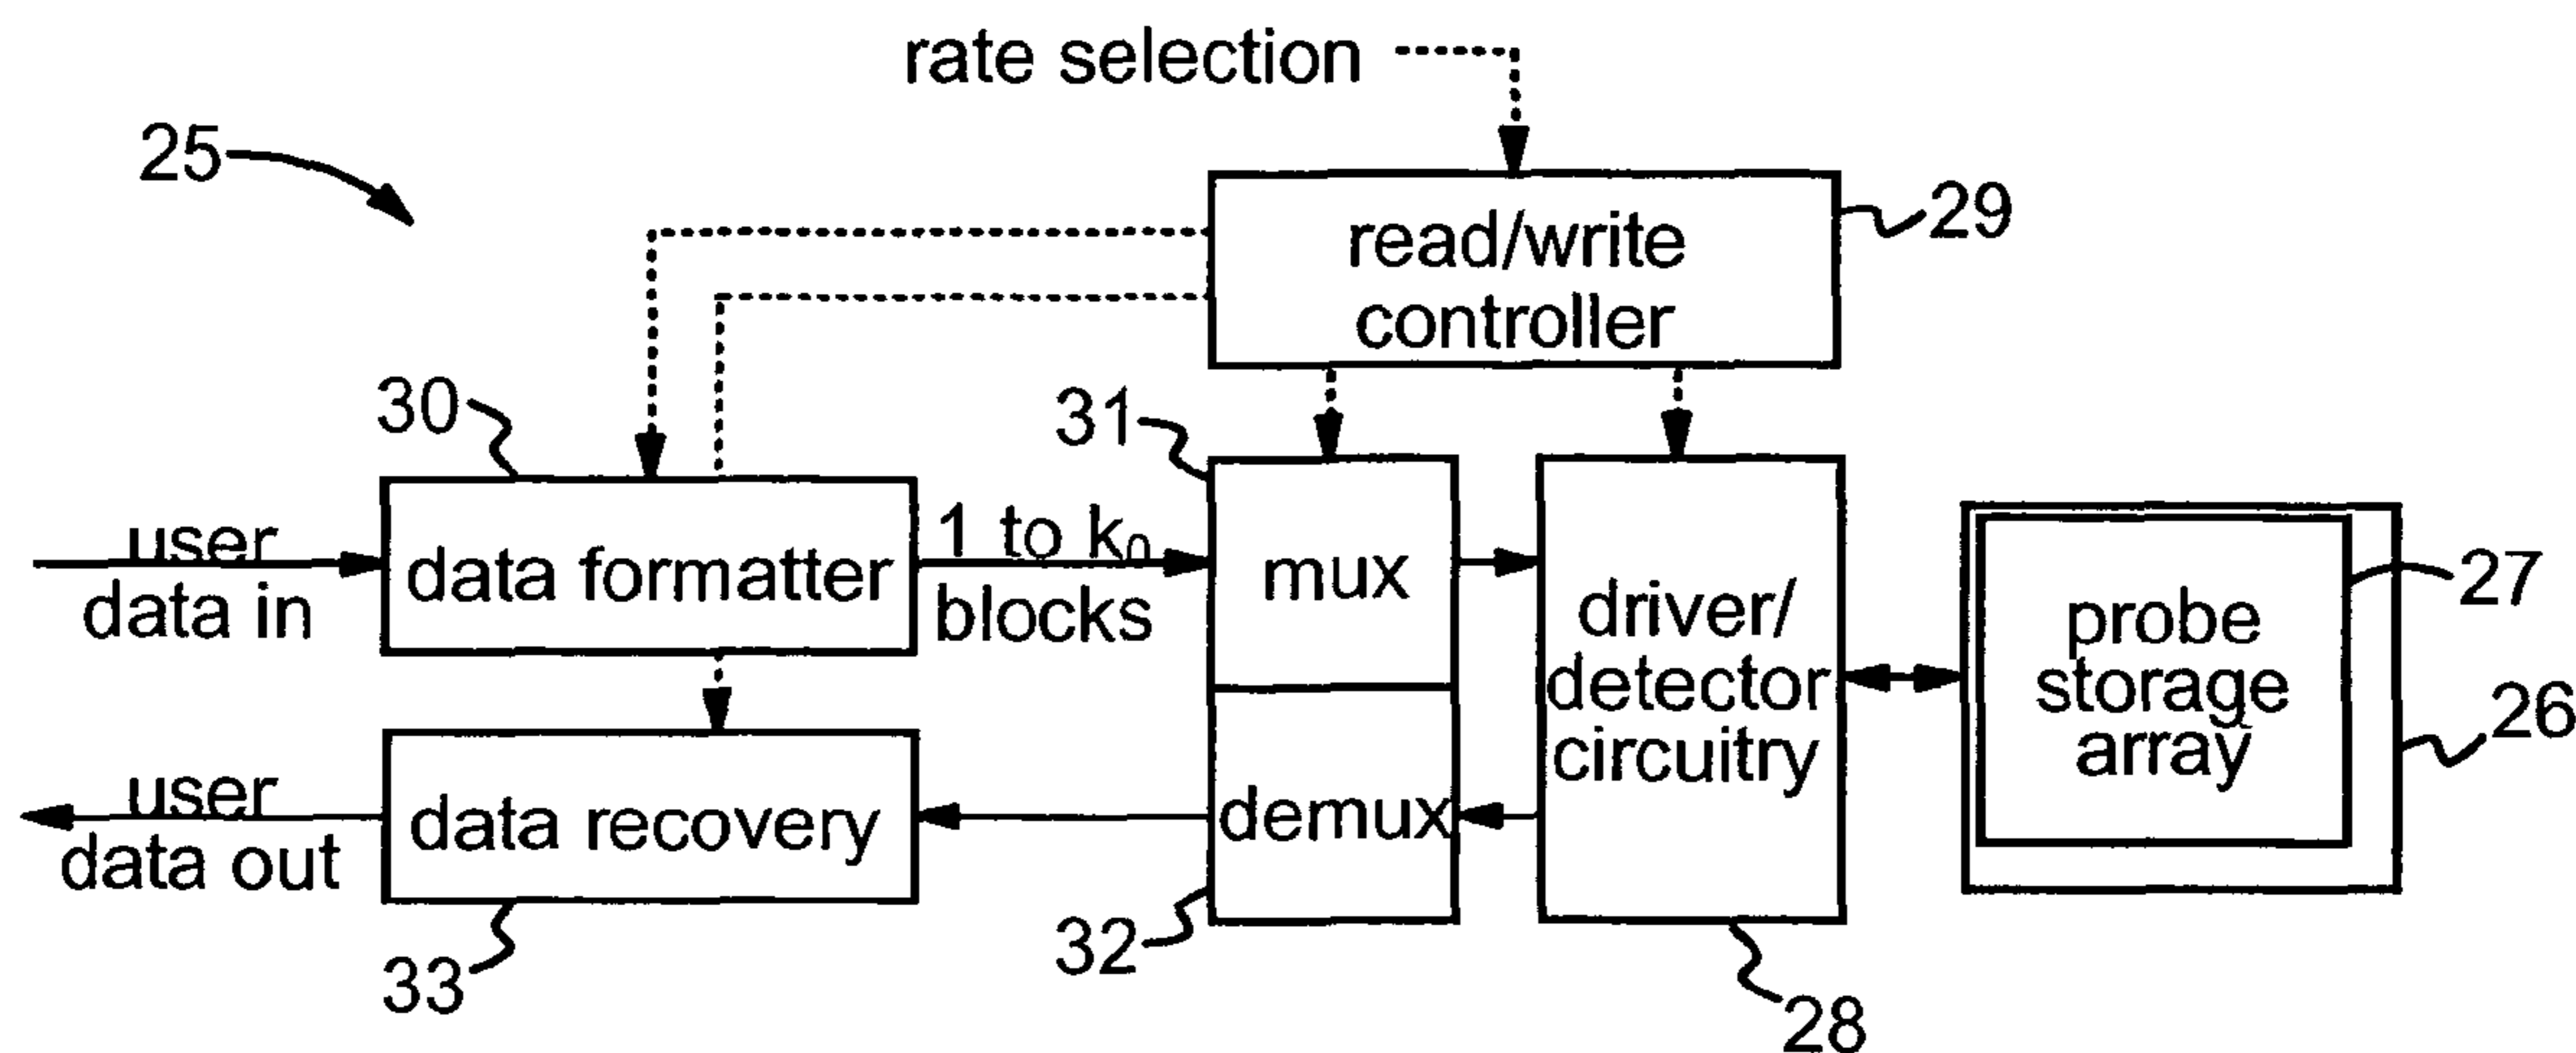 rate selection
25
29
read/write
controller
30
31
user
data in
data formatter
1 to k₀
blocks
mux
driver/
detector
circuitry
probe
storage
array
27
26
user
data out
data recovery
demux
33
32
28